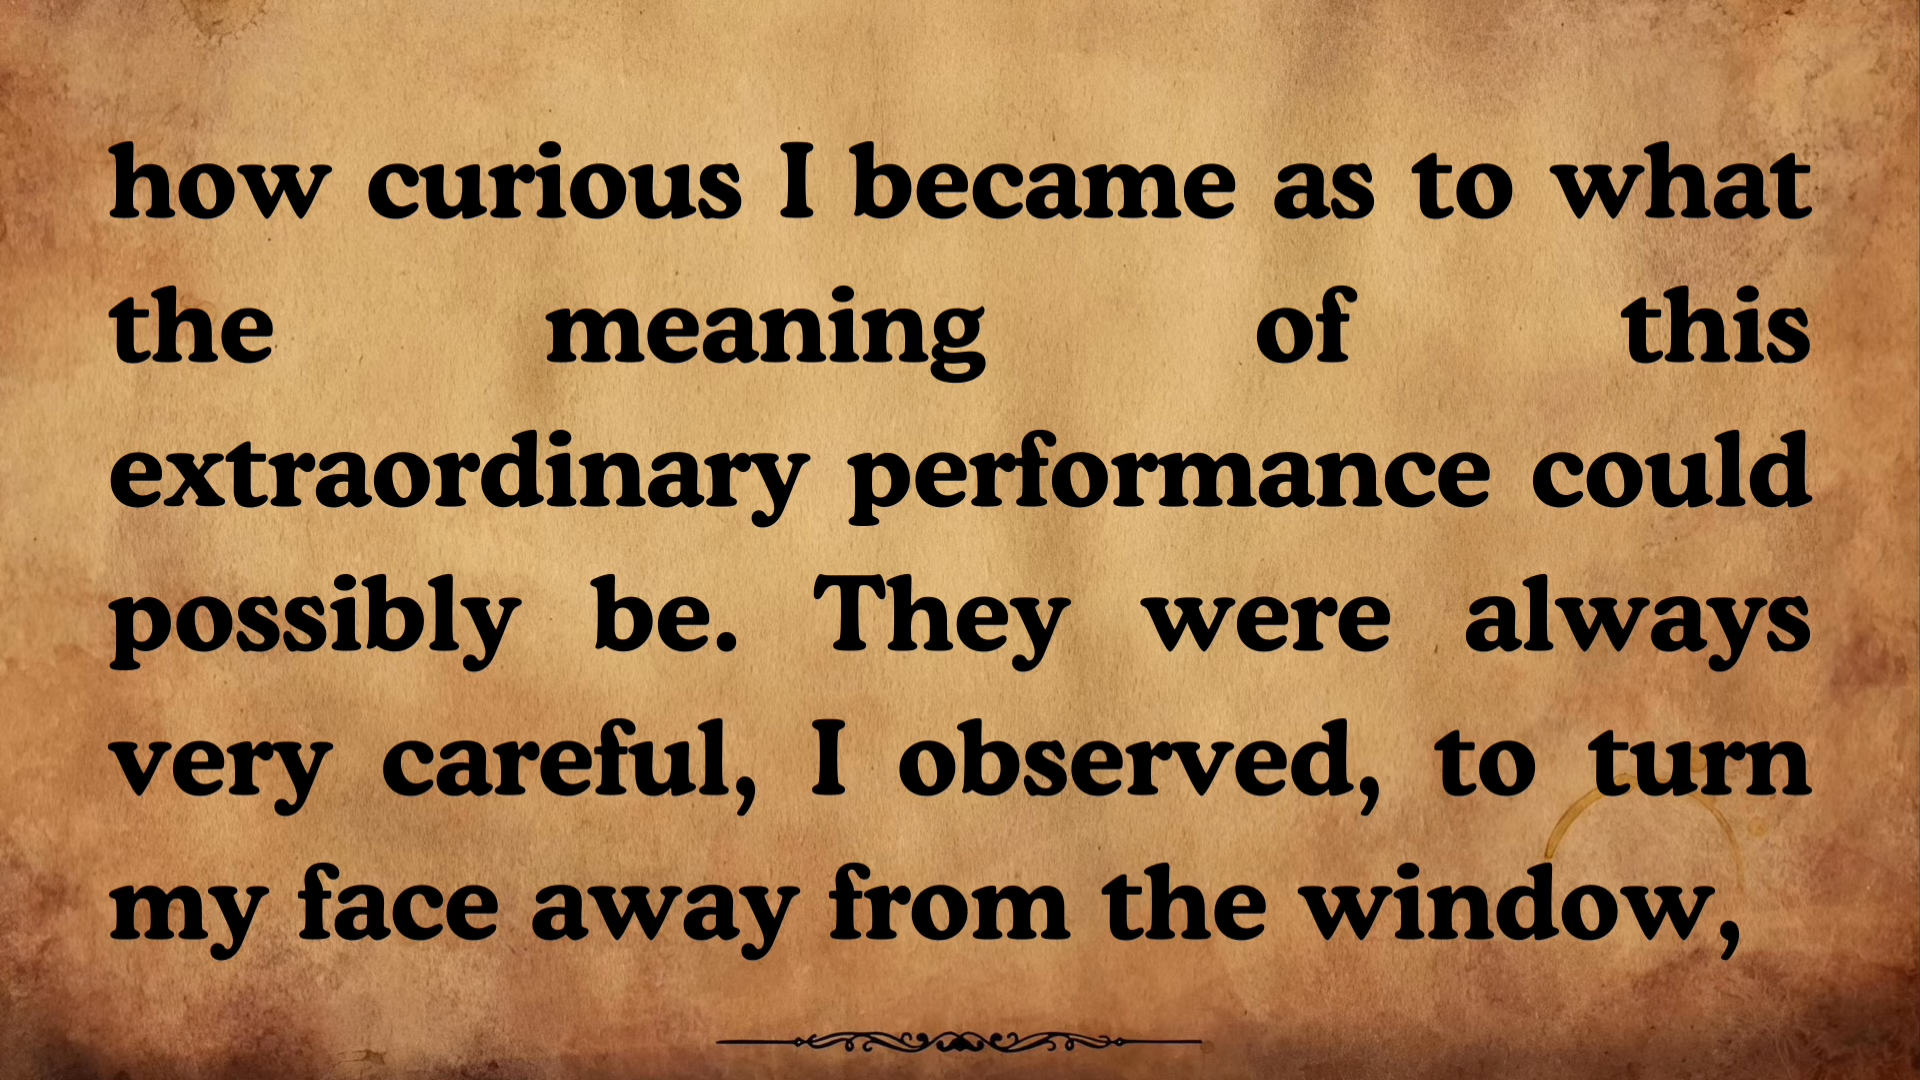 how curious I became as to what
the meaning of this
extraordinary performance could
possibly be. They were always
very careful, I observed, to turn
my face away from the window,